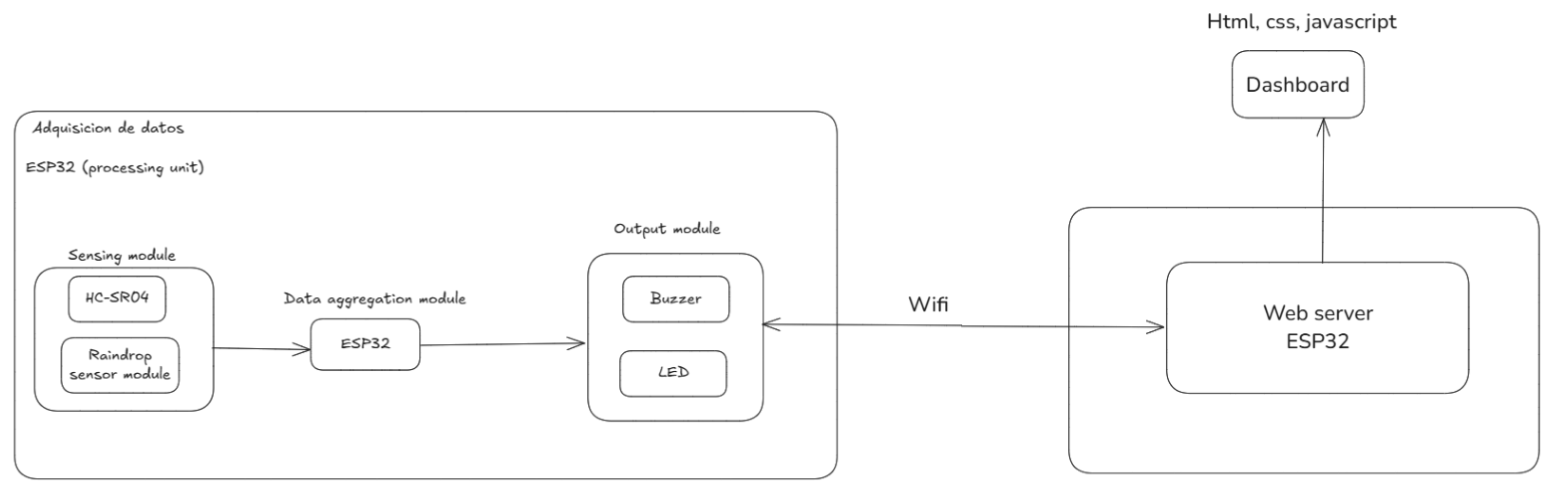 Html, css, javascript
Dashboard
Adquisicion de datos
ESP32 (processing unit)
Output module
Sensing module
HC-SR04
Data aggregation module
Buzzer
Wifi
Web server
ESP32
ESP32
Raindrop
sensor module
LED